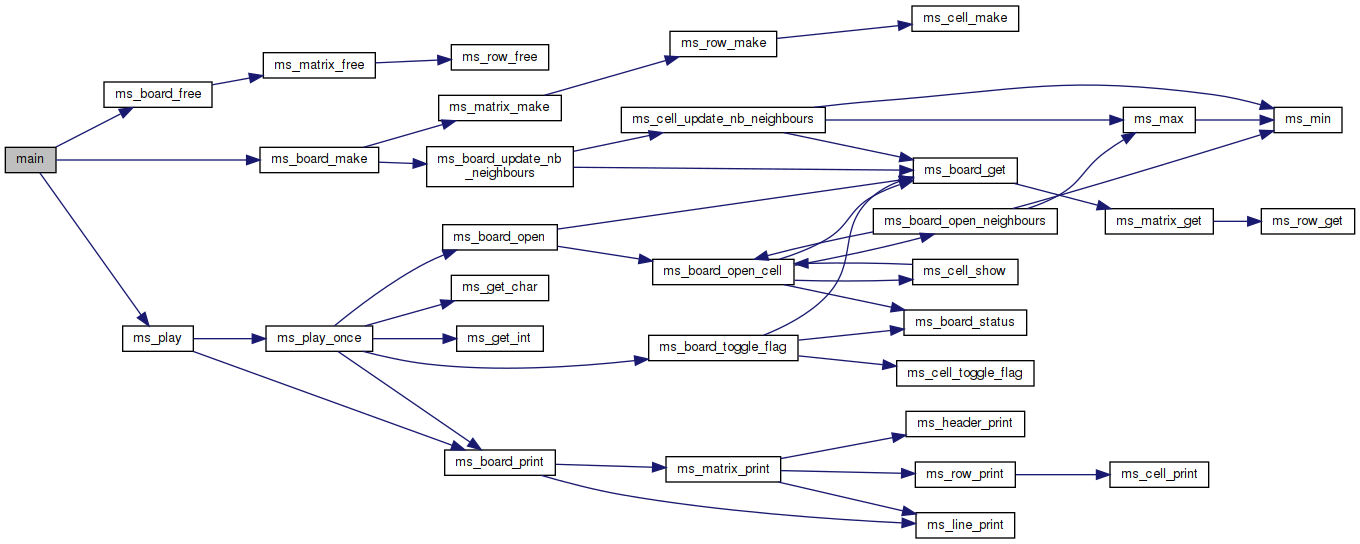 main
ms_board_free
ms_matrix_free
ms_row_free
ms_board_make
ms_matrix_make
ms_row_make
ms_cell_make
ms_board_update_nb
_neighbours
ms_cell_update_nb_neighbours
ms_max
ms_min
ms_board_get
ms_matrix_get
ms_row_get
ms_play
ms_play_once
ms_board_open
ms_board_open_cell
ms_board_open_neighbours
ms_cell_show
ms_board_status
ms_get_char
ms_get_int
ms_board_toggle_flag
ms_cell_toggle_flag
ms_board_print
ms_matrix_print
ms_header_print
ms_row_print
ms_cell_print
ms_line_print